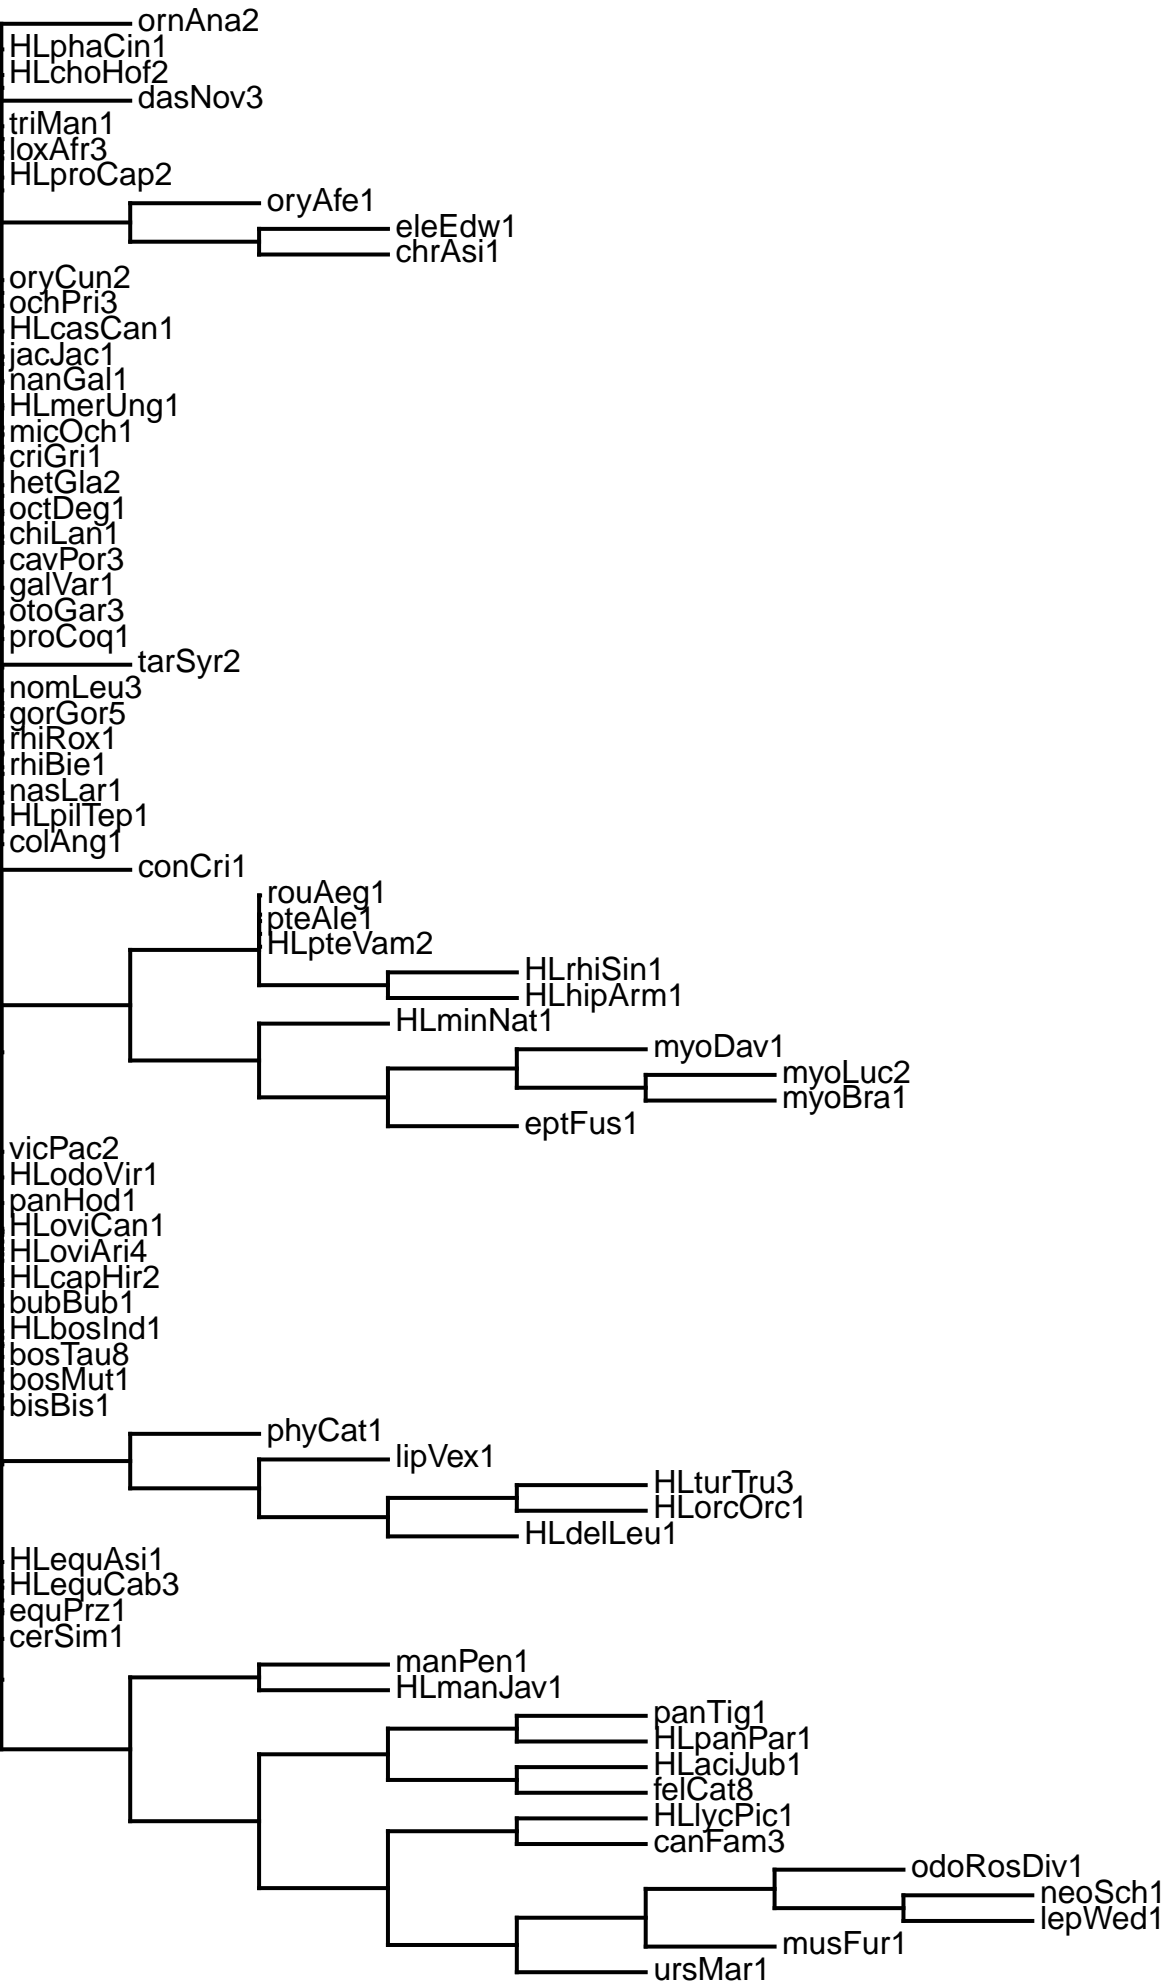 ornAna2
HLphaCin1
HLchoHof2
dasNov3
triMan1
loxAfr3
HLproCap2
oryAfe1
eleEdw1
chrAsi1
oryCun2
ochPri3
HLcasCan1
jacJac1
nanGal1
HLmerUng1
micOch1
criGri1
hetGla2
octDeg1
chiLan1
cavPor3
galVar1
otoGar3
proCoq1
tarSyr2
nomLeu3
gorGor5
rhiRox1
rhiBie1
nasLar1
HLpilTep1
colAng1
conCri1
rouAeg1
pteAle1
HLpteVam2
HLrhiSin1
HLhipArm1
HLminNat1
myoDav1
myoLuc2
myoBra1
eptFus1
vicPac2
HLodoVir1
panHod1
HLoviCan1
HLoviAri4
HLcapHir2
bubBub1
HLbosInd1
bosTau8
bosMut1
bisBis1
phyCat1
lipVex1
HLturTru3
HLorcOrc1
HLdelLeu1
HLequAsi1
HLequCab3
equPrz1
cerSim1
manPen1
HLmanJav1
panTig1
HLpanPar1
HLaciJub1
felCat8
HLlycPic1
canFam3
odoRosDiv1
neoSch1
lepWed1
musFur1
ursMar1